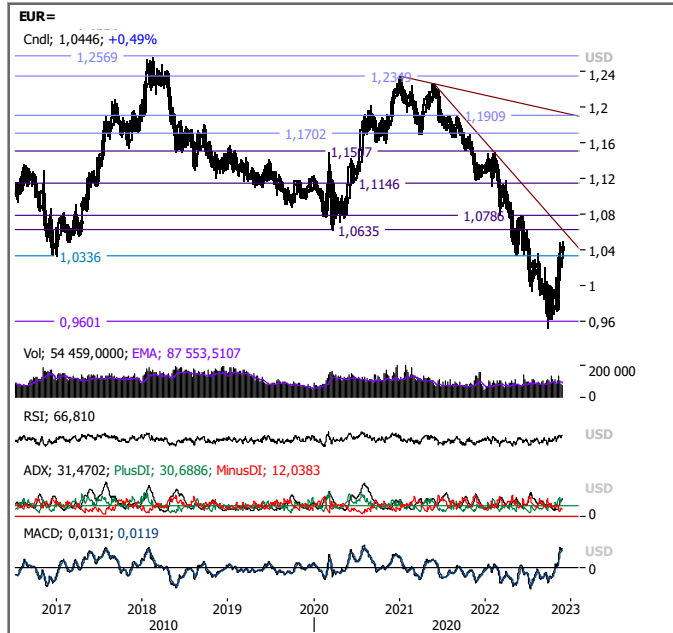 EUR=
Cndl; 1,0446; +0,49%
1,2569
USD
1,24
1,2349
1,2
1,1909
1,1702
1,16
1,1507
1,12
1,1146
1,08
1,0786
1,0635
1,04
1,0336
1
0,9601
0,96
Vol; 54 459,0000; EMA; 87 553,5107
200 000
0
RSI; 66,810
USD
ADX; 31,4702; PlusDI; 30,6886; MinusDI; 12,0383
USD
0
MACD; 0,0131; 0,0119
USD
0
2017 2018 2019 2020 2021 2022 2023
2010 2020